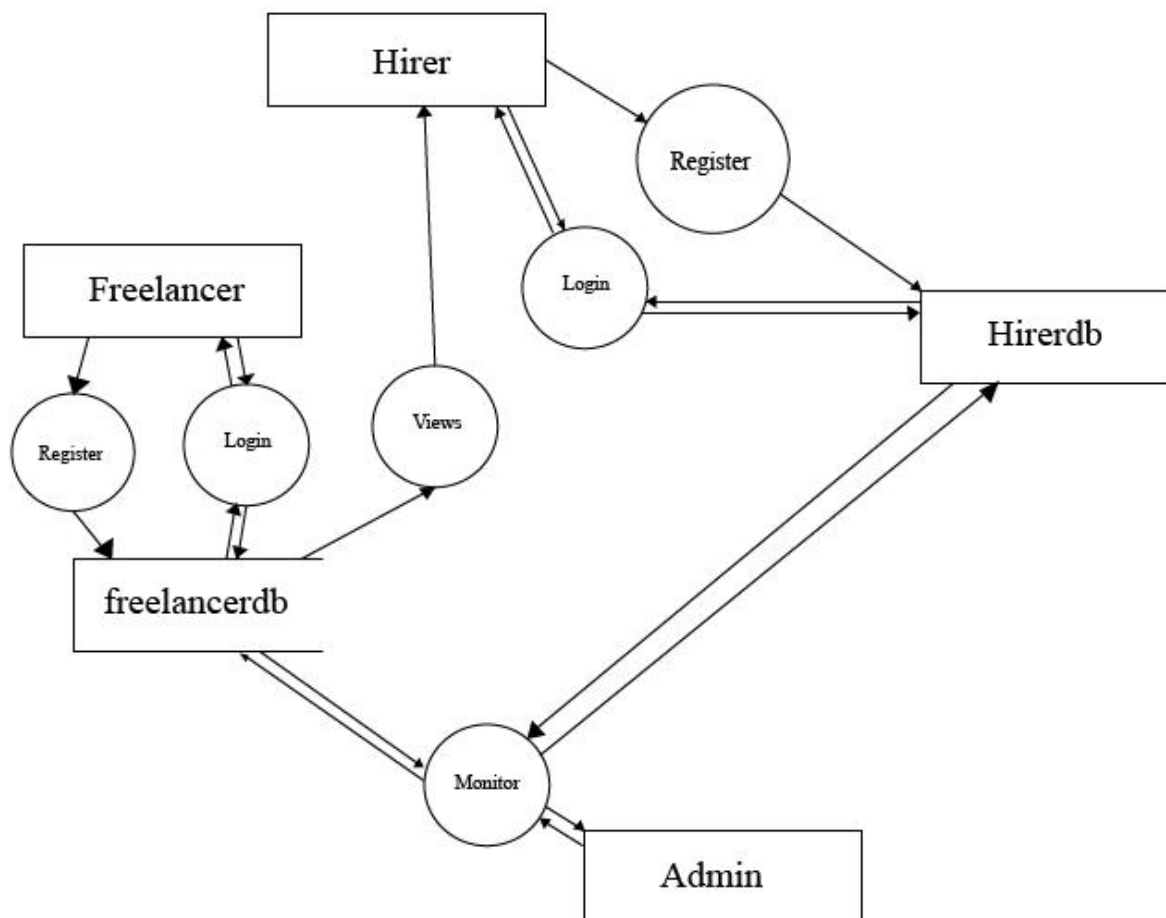 Hirer
Register
Login
Freelancer
Hirerdb
Views
Login
Register
freelancerdb
Monitor
Admin